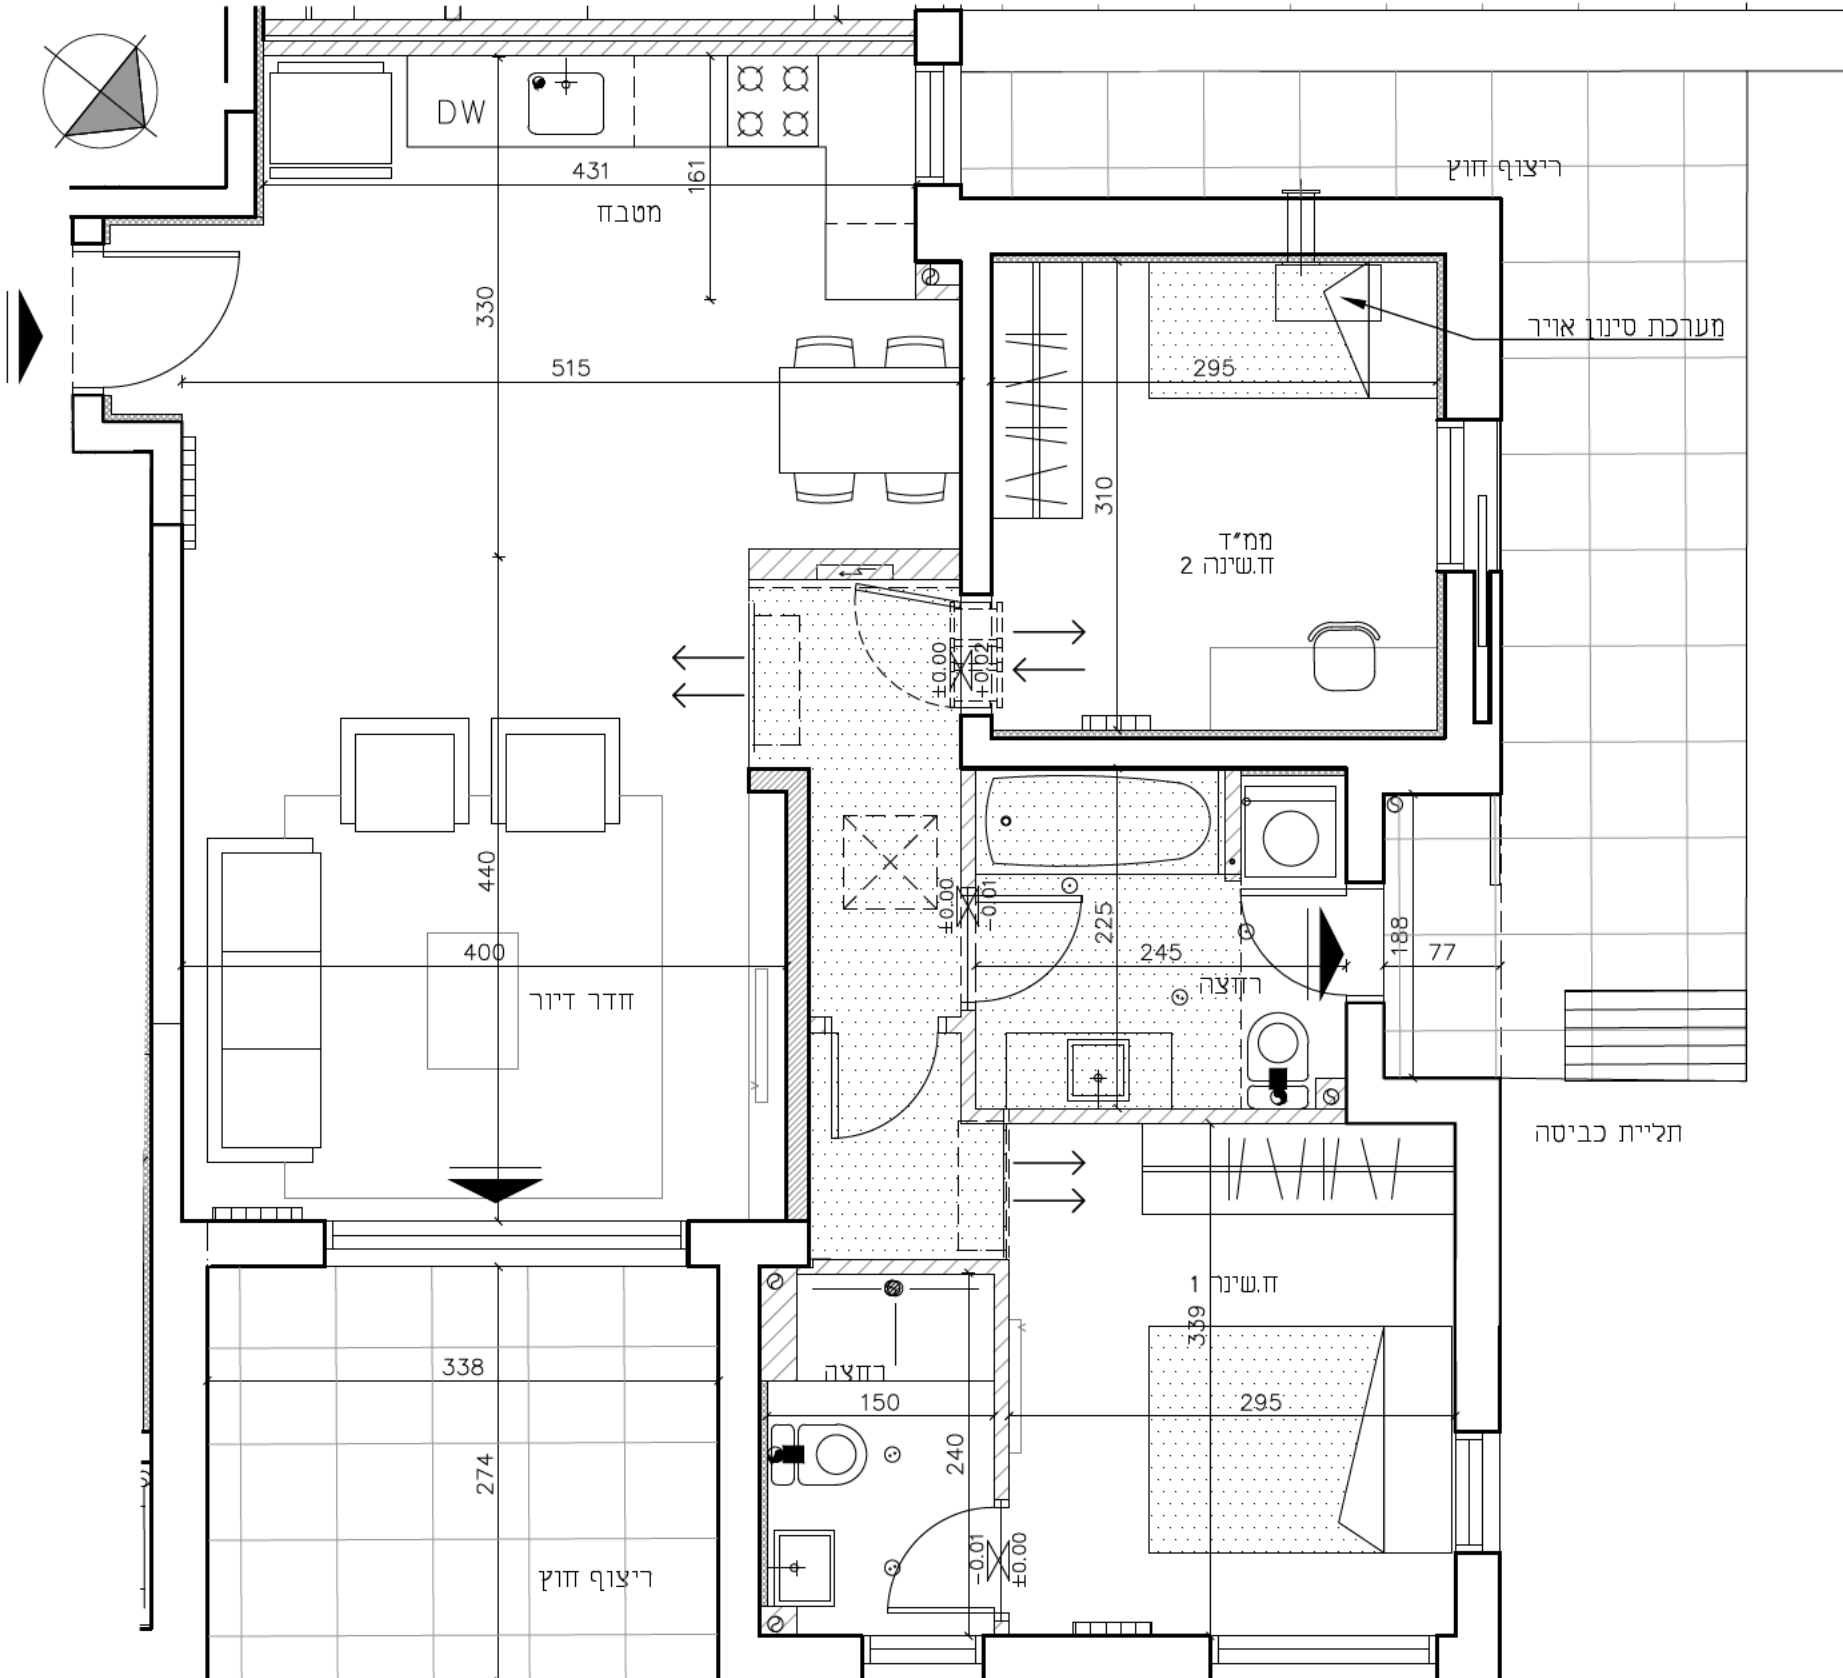 DW
ריצוף חוץ
431
161
מטבח
330
מערכת סינון אויר
515
295
310
ממ״ד
ח.שינה 2
±0.00
+0.02
440
±0.00
-0.01
225
188
400
245
77
רחצה
חדר דיור
תליית כביסה
ח.שינה 1
339
338
רחצה
150
295
240
274
-0.01
±0.00
ריצוף חוץ